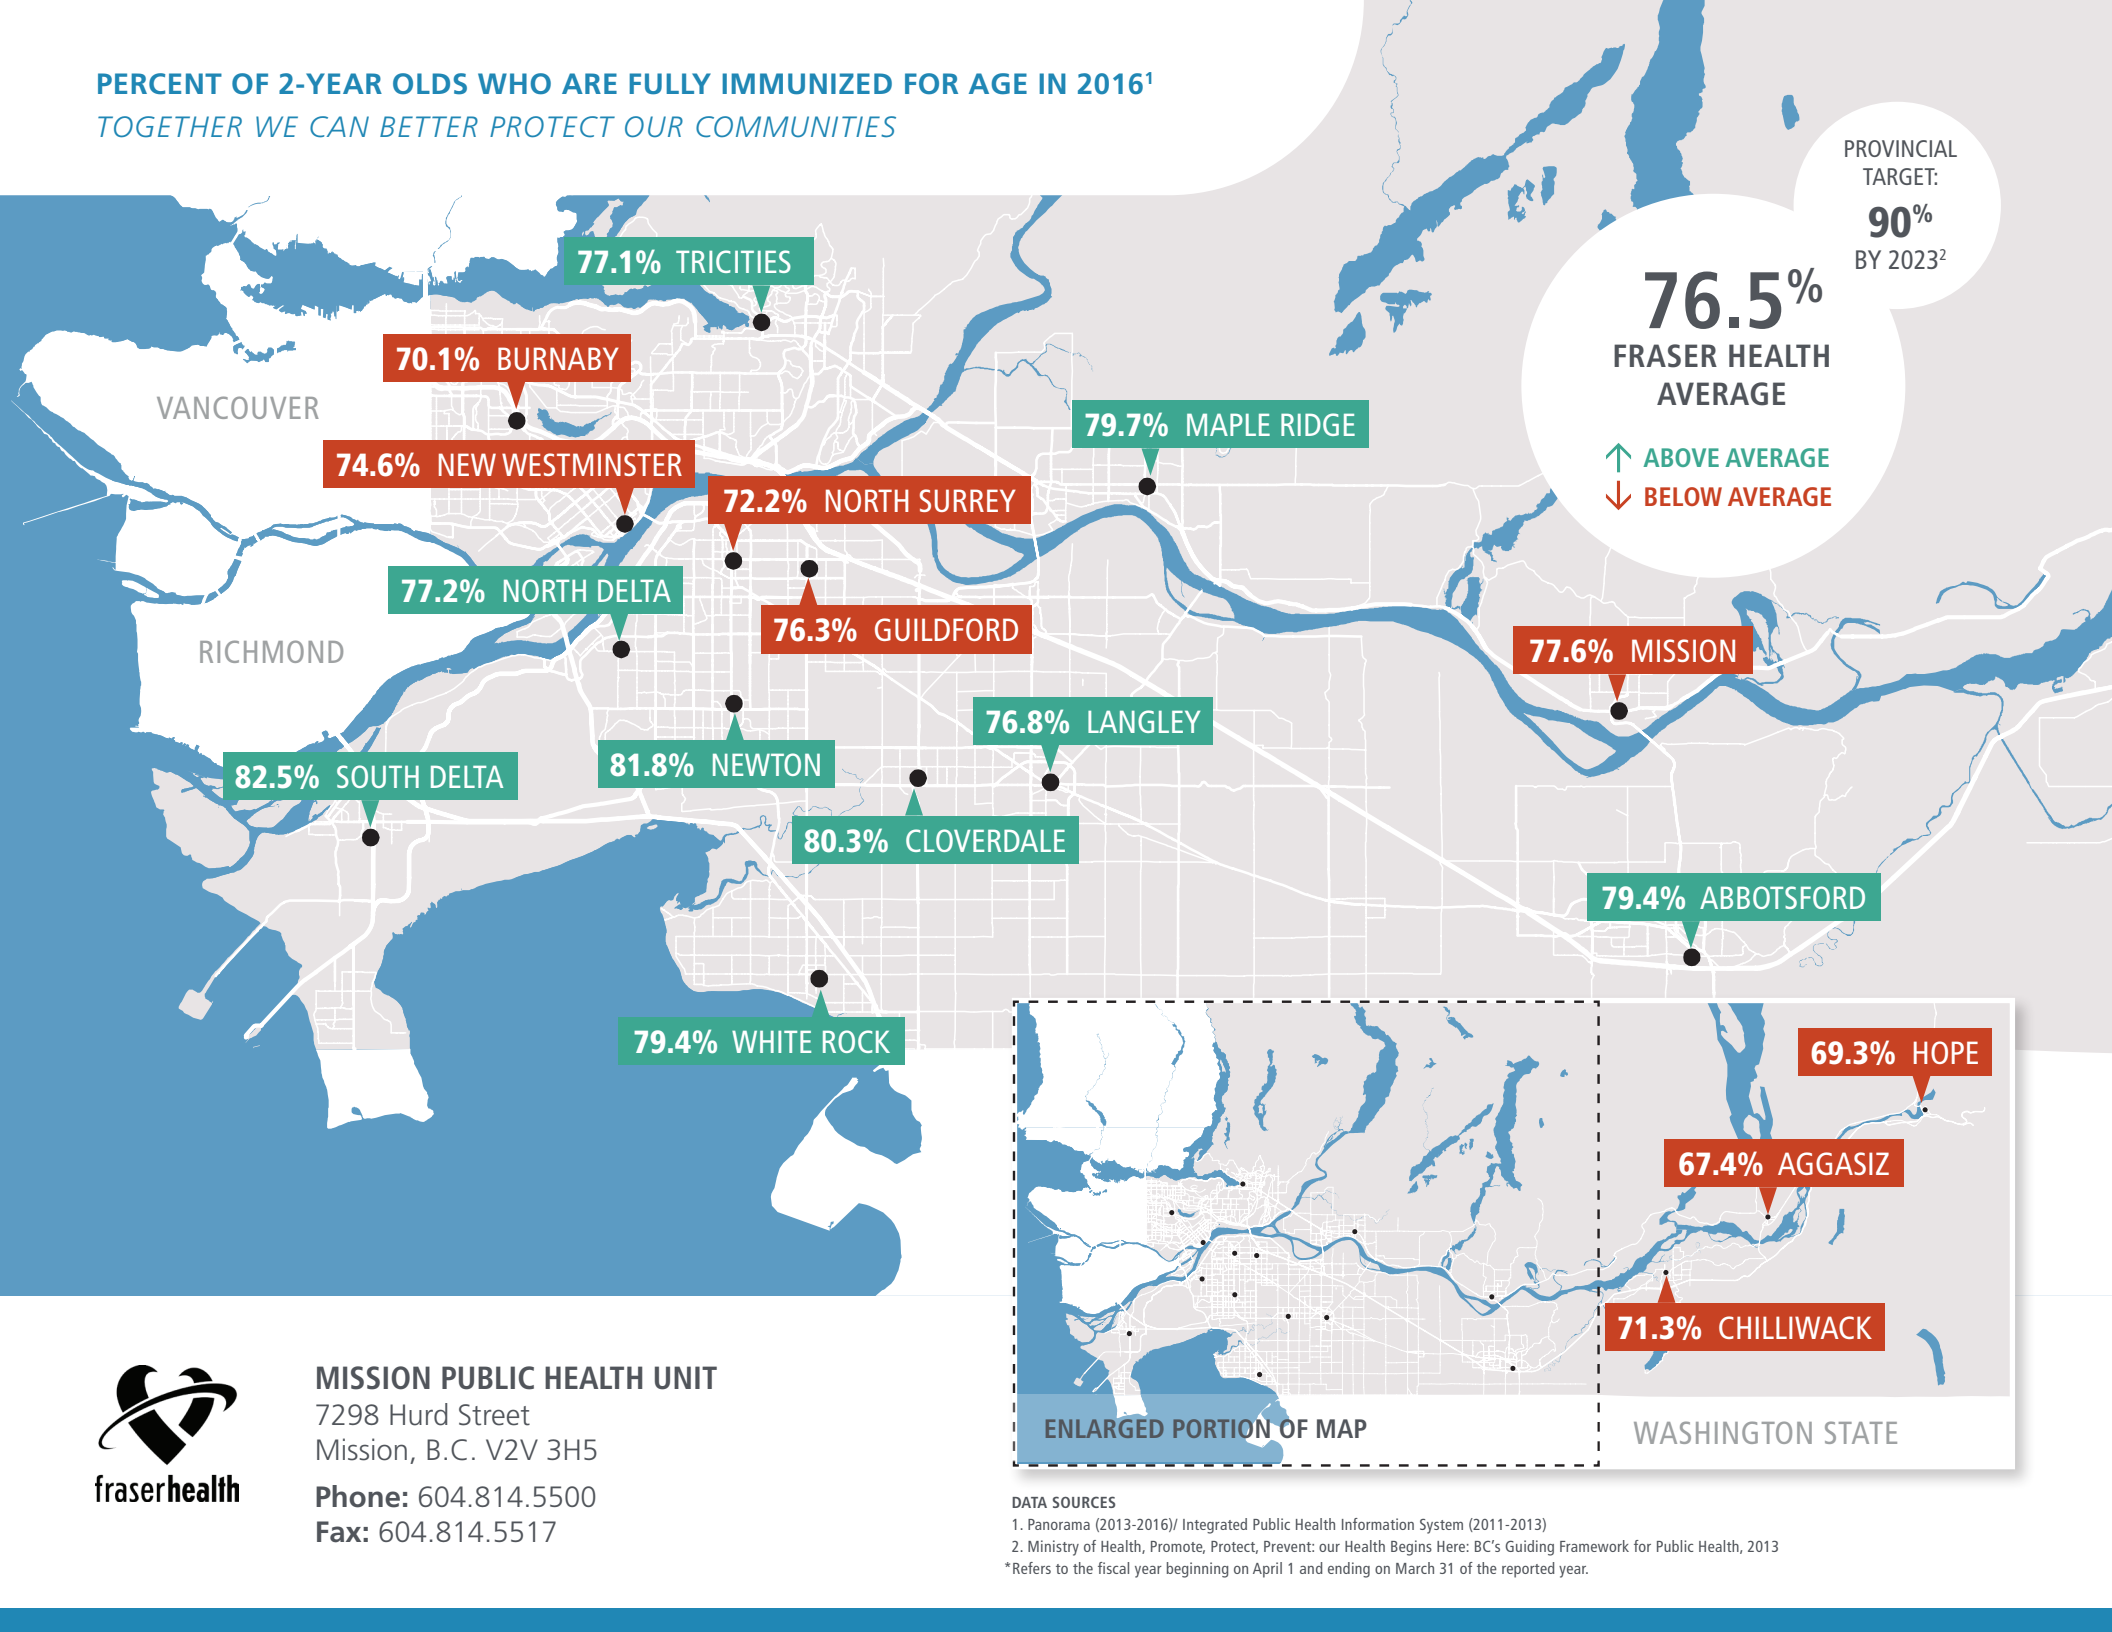 PERCENT OF 2-YEAR OLDS WHO ARE FULLY IMMUNIZED FOR AGE IN 2016¹
TOGETHER WE CAN BETTER PROTECT OUR COMMUNITIES
PROVINCIAL
TARGET:
90%
BY 2023²
76.5%
FRASER HEALTH
AVERAGE
↑ ABOVE AVERAGE
↓ BELOW AVERAGE
77.1% TRICITIES
70.1% BURNABY
VANCOUVER
79.7% MAPLE RIDGE
74.6% NEW WESTMINSTER
72.2% NORTH SURREY
77.2% NORTH DELTA
76.3% GUILDFORD
RICHMOND
77.6% MISSION
76.8% LANGLEY
81.8% NEWTON
82.5% SOUTH DELTA
80.3% CLOVERDALE
79.4% ABBOTSFORD
79.4% WHITE ROCK
69.3% HOPE
67.4% AGGASIZ
71.3% CHILLIWACK
ENLARGED PORTION OF MAP
WASHINGTON STATE
fraserhealth
MISSION PUBLIC HEALTH UNIT
7298 Hurd Street
Mission, B.C. V2V 3H5
Phone: 604.814.5500
Fax: 604.814.5517
DATA SOURCES
1. Panorama (2013-2016)/ Integrated Public Health Information System (2011-2013)
2. Ministry of Health, Promote, Protect, Prevent: our Health Begins Here: BC's Guiding Framework for Public Health, 2013
*Refers to the fiscal year beginning on April 1 and ending on March 31 of the reported year.